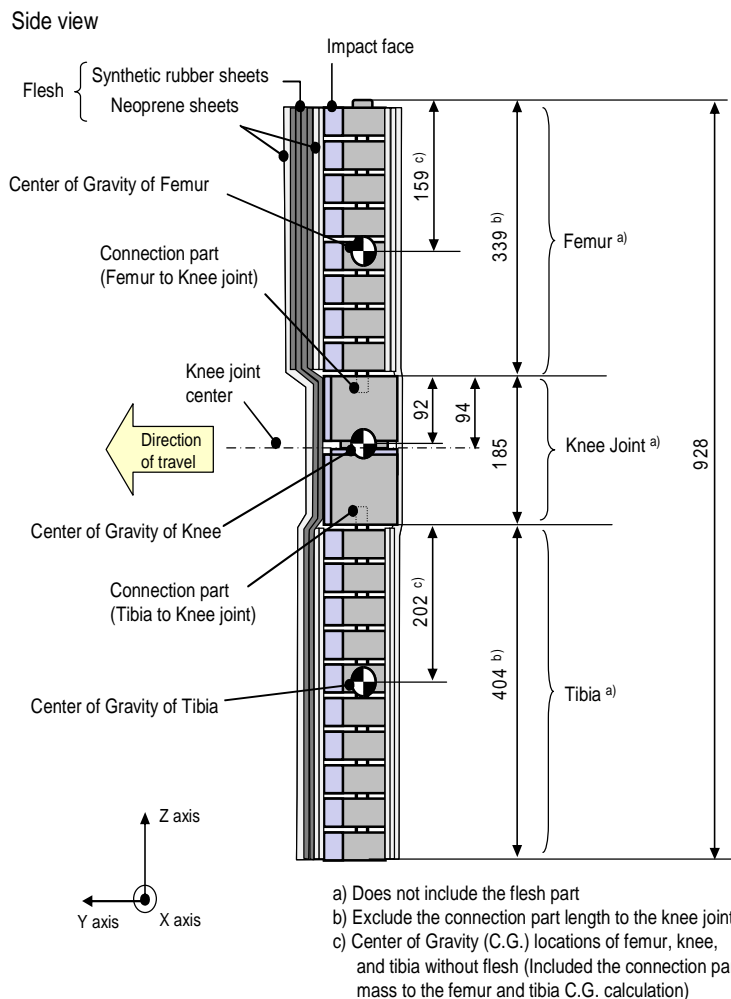 Side view
Impact face
Synthetic rubber sheets
Flesh
Neoprene sheets
Center of Gravity of Femur
159 c)
339 b)
Femur a)
Connection part
(Femur to Knee joint)
Knee joint
center
92
94
185
Knee Joint a)
928
Direction
of travel
Center of Gravity of Knee
Connection part
(Tibia to Knee joint)
202 c)
404 b)
Tibia a)
Center of Gravity of Tibia
Z axis
Y axis
X axis
a) Does not include the flesh part
b) Exclude the connection part length to the knee joint
c) Center of Gravity (C.G.) locations of femur, knee,
and tibia without flesh (Included the connection pa
mass to the femur and tibia C.G. calculation)